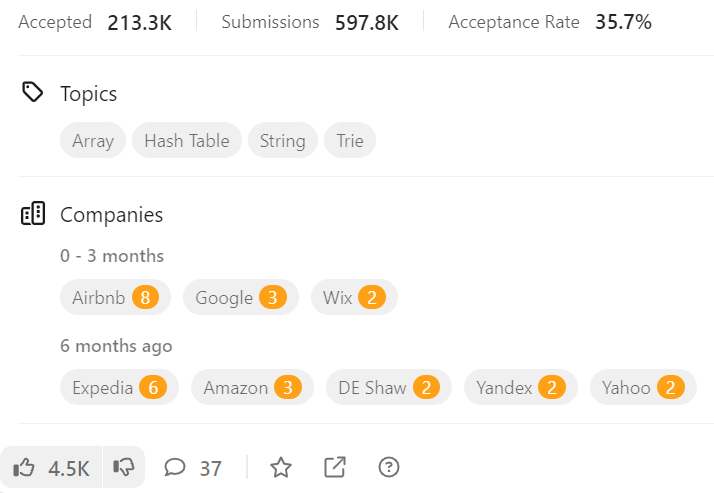 Accepted 213.3K Submissions 597.8K Acceptance Rate 35.7%
Topics
Array Hash Table String Trie
Companies
0 - 3 months
Airbnb 8 Google 3 Wix 2
6 months ago
Expedia 6 Amazon 3 DE Shaw 2 Yandex 2 Yahoo 2
4.5K 37 ?